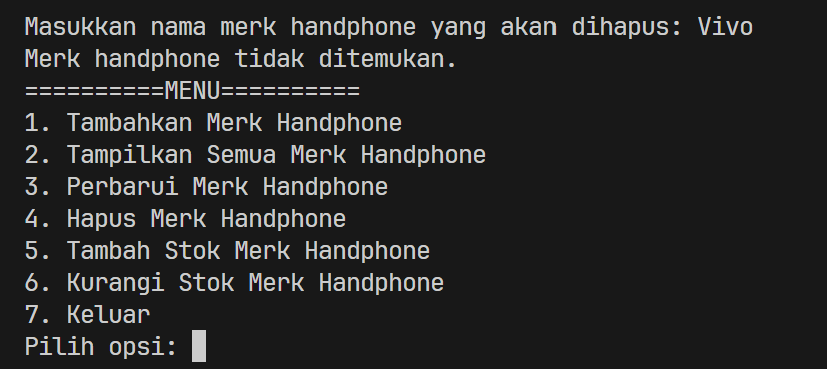 Masukkan nama merk handphone yang akan dihapus: Vivo
Merk handphone tidak ditemukan.
==========MENU==========
1. Tambahkan Merk Handphone
2. Tampilkan Semua Merk Handphone
3. Perbarui Merk Handphone
4. Hapus Merk Handphone
5. Tambah Stok Merk Handphone
6. Kurangi Stok Merk Handphone
7. Keluar
Pilih opsi: